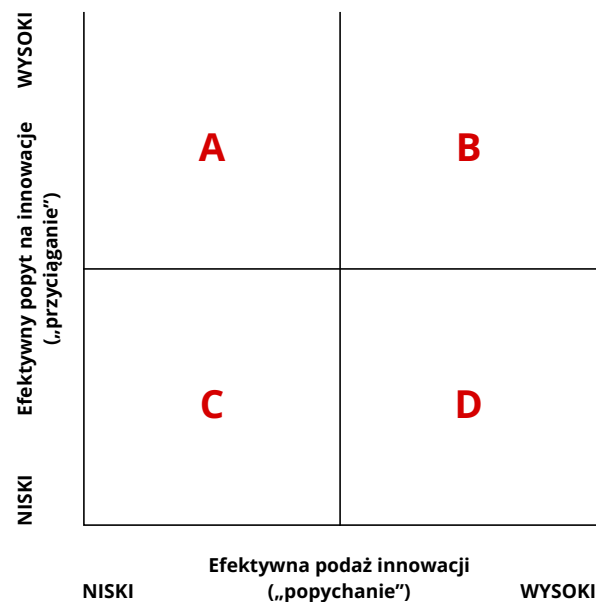 WYSOKI
Efektywny popyt na innowacje
(„przyciąganie”)
NISKI
A
B
C
D
Efektywna podaż innowacji
(„popychanie”)
NISKI
WYSOKI